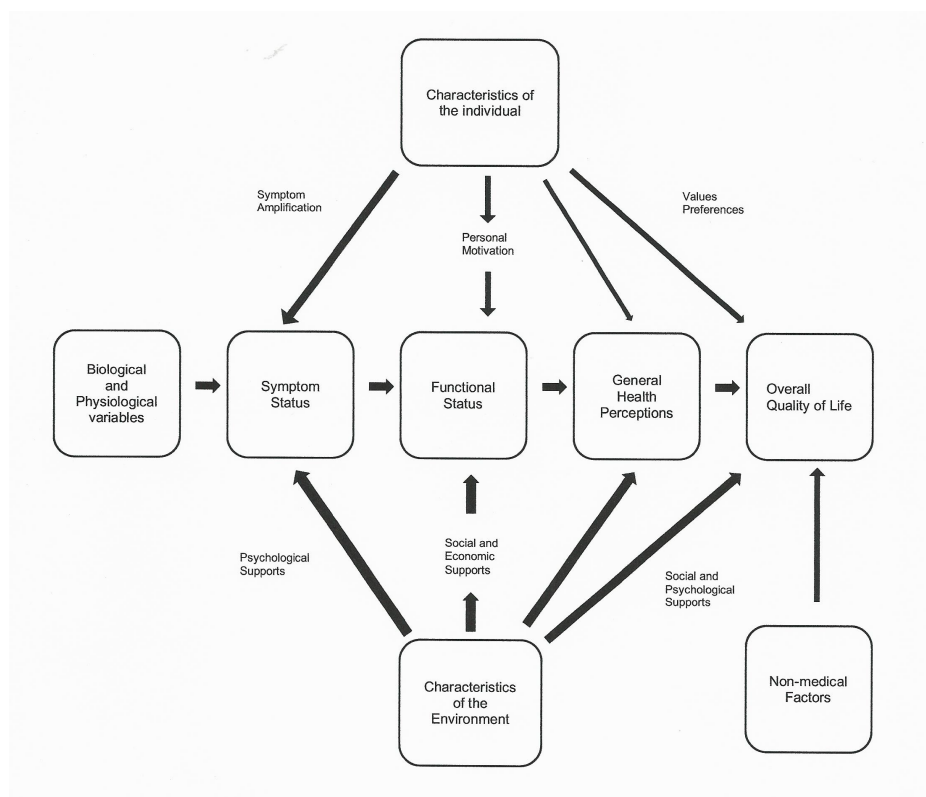 Characteristics of
the individual
Symptom
Amplification
Values
Preferences
Personal
Motivation
Biological
and
Physiological
variables
Symptom
Status
Functional
Status
General
Health
Perceptions
Overall
Quality of Life
Psychological
Supports
Social and
Economic
Supports
Social and
Psychological
Supports
Characteristics
of the
Environment
Non-medical
Factors